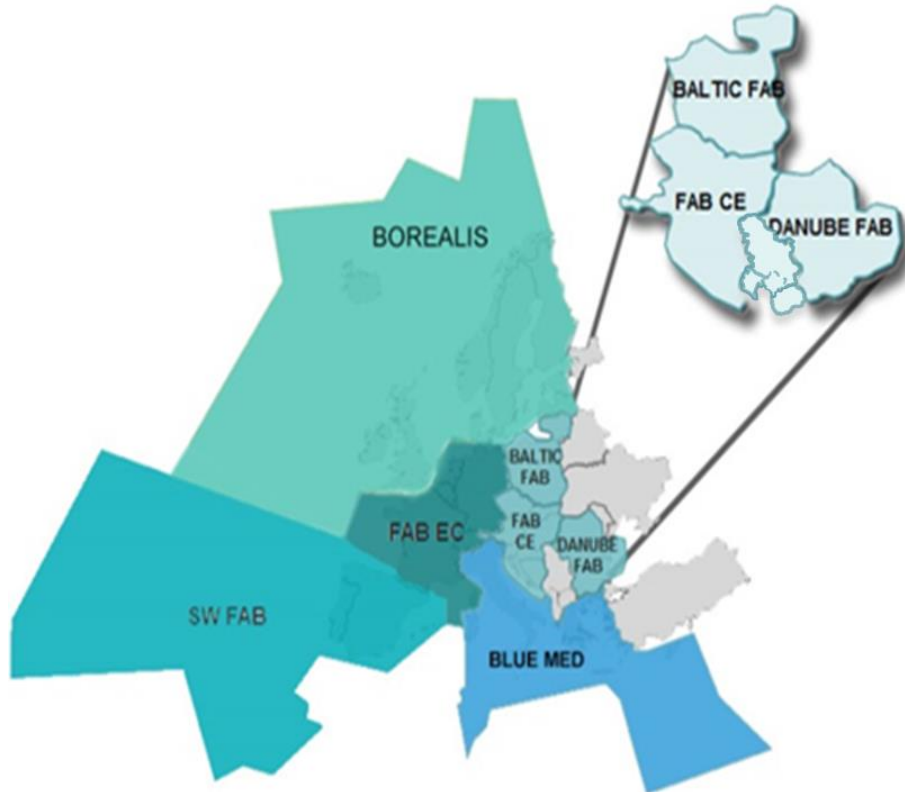 BALTIC FAB
FAB CE
DANUBE FAB
BOREALIS
BALTIC
FAB
FAB EC
FAB
CE
DANUBE
FAB
SW FAB
BLUE MED